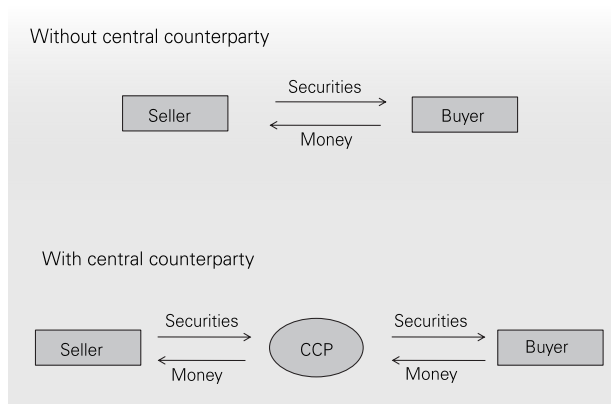 Without central counterparty
Securities
Seller
Buyer
Money
With central counterparty
Securities
Securities
Seller
CCP
Buyer
Money
Money